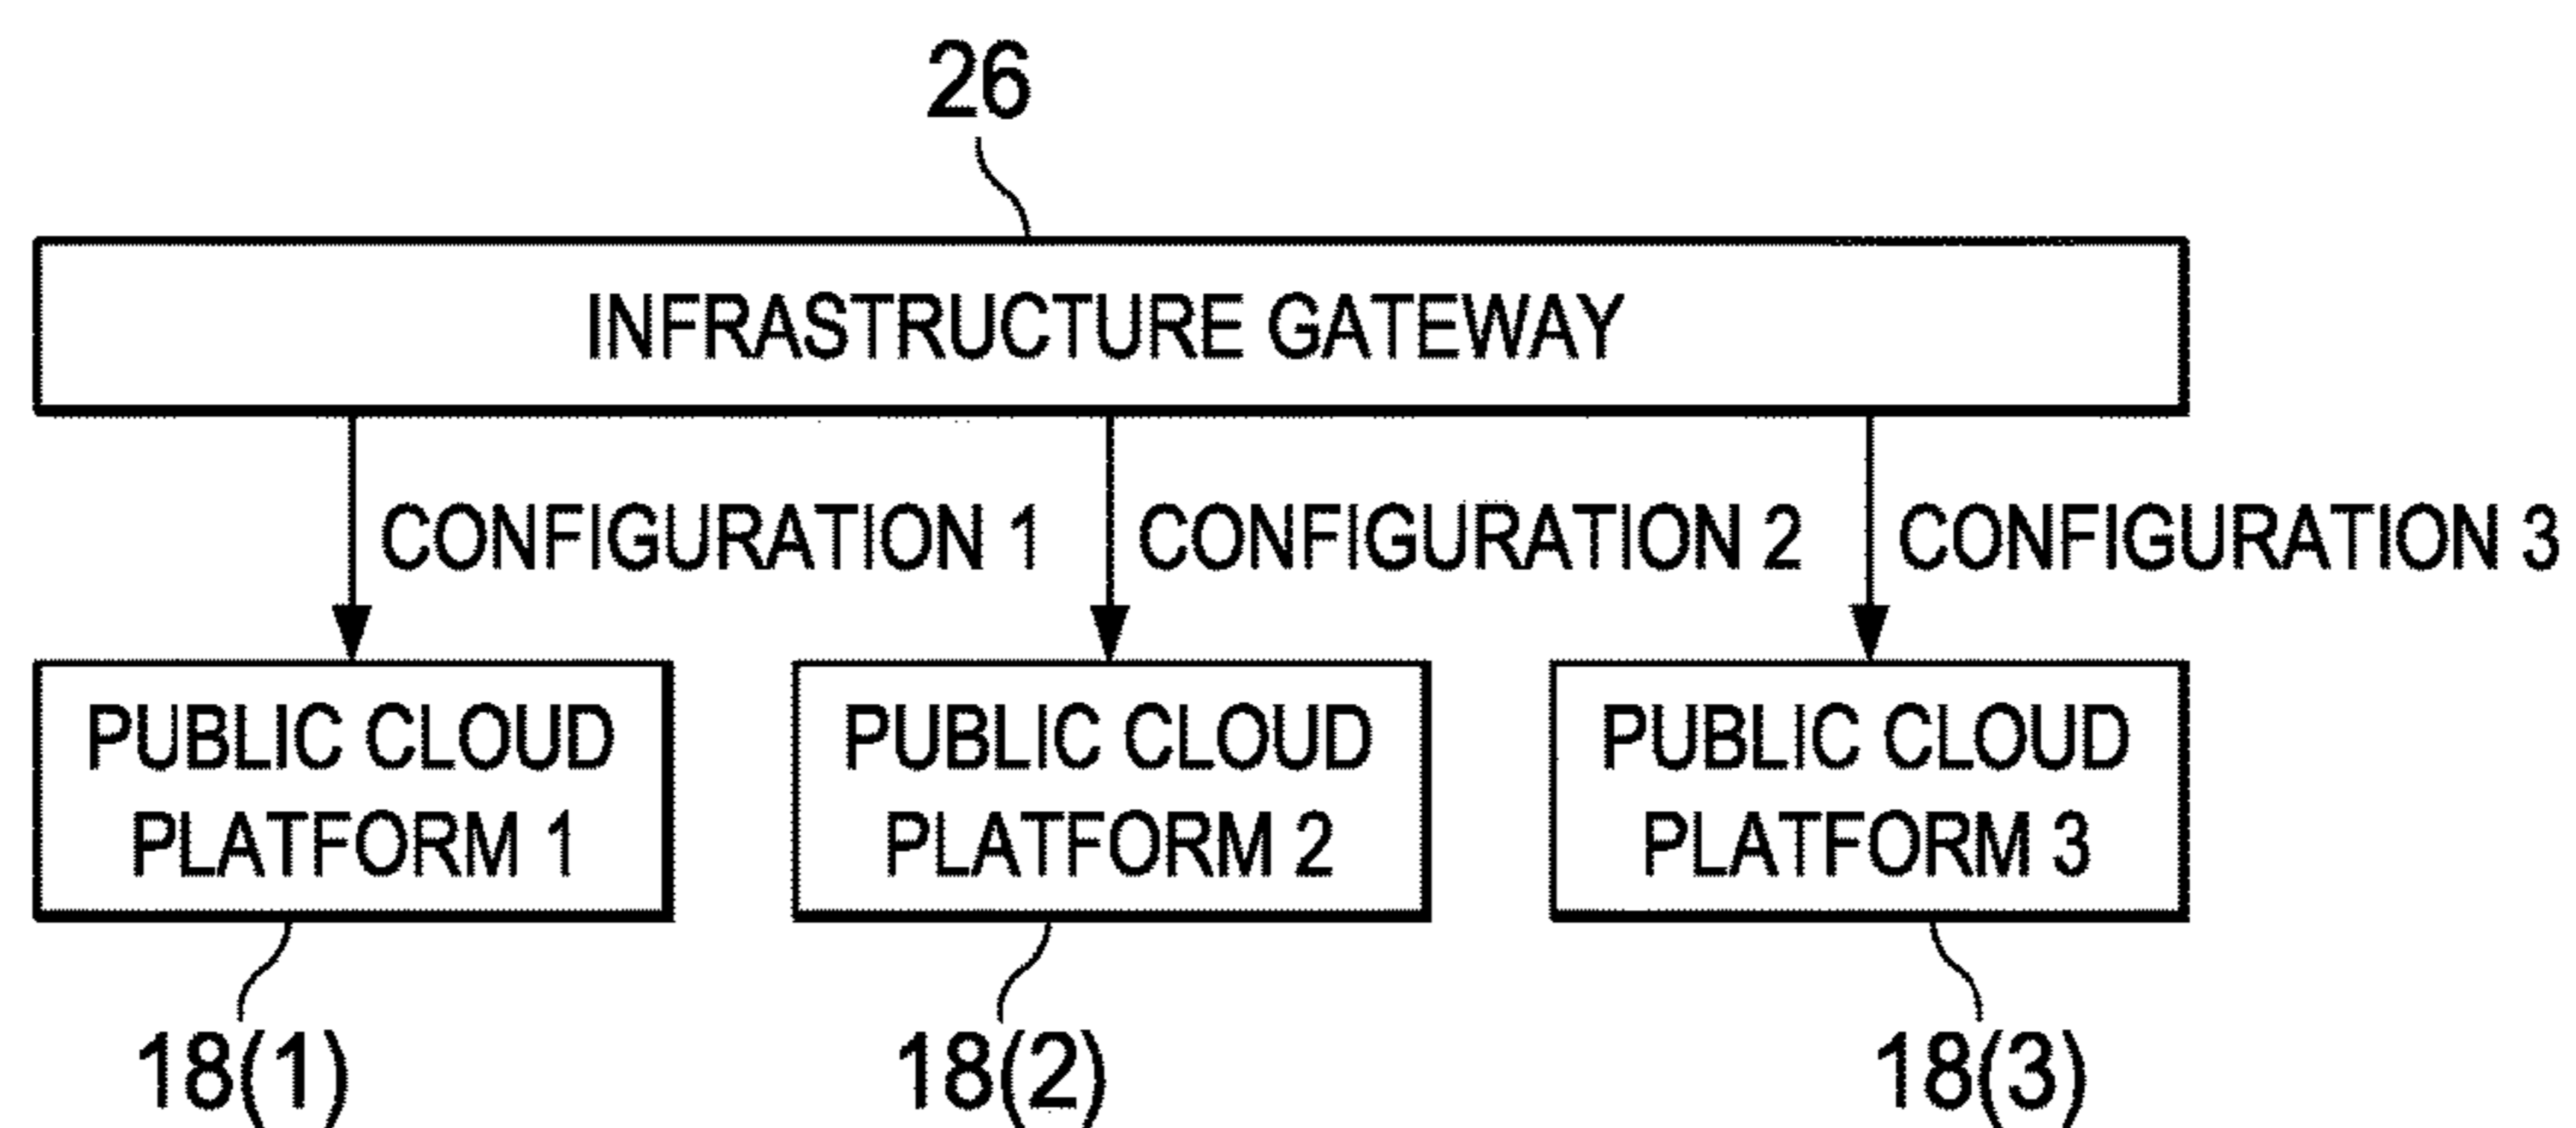 26
INFRASTRUCTURE GATEWAY
CONFIGURATION 1
CONFIGURATION 2
CONFIGURATION 3
PUBLIC CLOUD
PLATFORM 1
PUBLIC CLOUD
PLATFORM 2
PUBLIC CLOUD
PLATFORM 3
18(1)
18(2)
18(3)